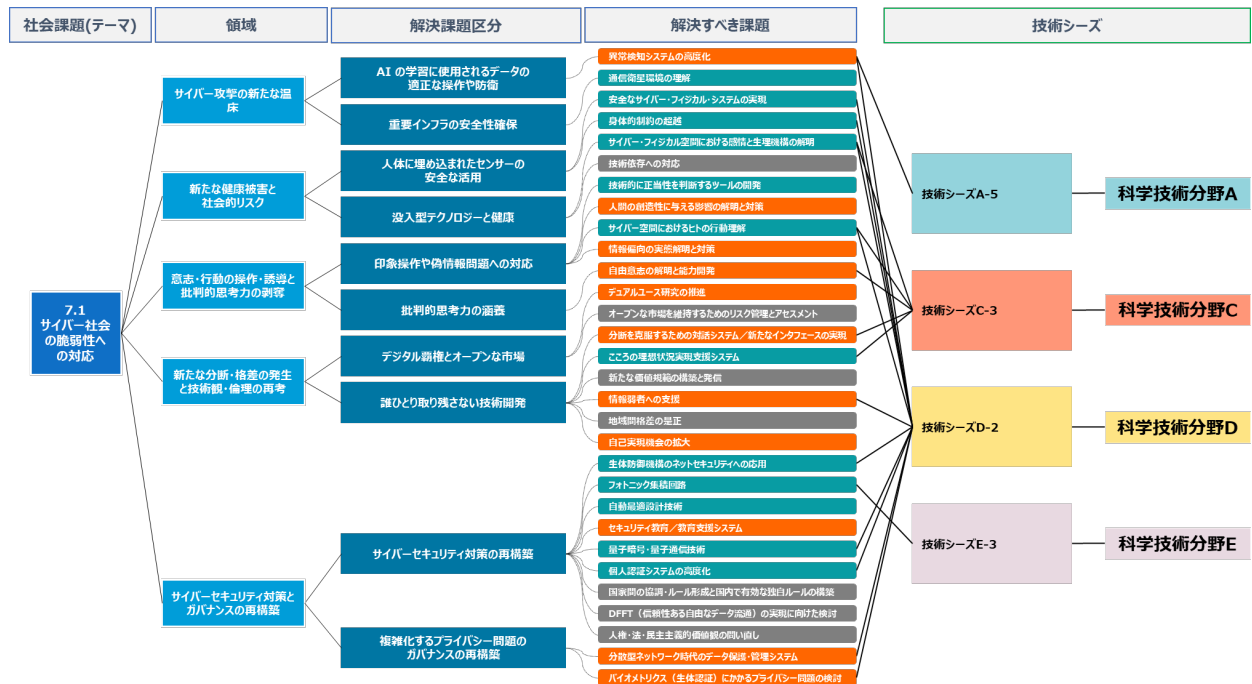 社会課題(テーマ)
領域
解決課題区分
解決すべき課題
技術シーズ
7.1
サイバー社会
の脆弱性へ
の対応
サイバー攻撃の新たな温
床
新たな健康被害と
社会的リスク
意志・行動の操作・誘導と
批判的思考力の剥奪
新たな分断・格差の発生
と技術観・倫理の再考
サイバーセキュリティ対策と
ガバナンスの再構築
AI の学習に使用されるデータの
適正な操作や防衛
重要インフラの安全性確保
人体に埋め込まれたセンサーの
安全な活用
没入型テクノロジーと健康
印象操作や偽情報問題への対応
批判的思考力の涵養
デジタル覇権とオープンな市場
誰ひとり取り残さない技術開発
サイバーセキュリティ対策の再構築
複雑化するプライバシー問題の
ガバナンスの再構築
異常検知システムの高度化
通信衛星環境の理解
安全なサイバー・フィジカル・システムの実現
身体的制約の超越
サイバー・フィジカル空間における感情と生理機構の解明
技術依存への対応
技術的に正当性を判断するツールの開発
人間の創造性に与える影響の解明と対策
サイバー空間におけるヒトの行動理解
情報偏向の実態解明と対策
自由意志の解明と能力開発
デュアルユース研究の推進
オープンな市場を維持するためのリスク管理とアセスメント
分断を克服するための対話システム／新たなインタフェースの実現
こころの理想状況実現支援システム
新たな価値規範の構築と発信
情報弱者への支援
地域間格差の是正
自己実現機会の拡大
生体防御機構のネットセキュリティへの応用
フォトニック集積回路
自動最適設計技術
セキュリティ教育／教育支援システム
量子暗号・量子通信技術
個人認証システムの高度化
国家間の協調・ルール形成と国内で有効な独自ルールの構築
DFFT（信頼性ある自由なデータ流通）の実現に向けた検討
人権・法・民主主義的価値観の問い直し
分散型ネットワーク時代のデータ保護・管理システム
バイオメトリクス（生体認証）にかかるプライバシー問題の検討
技術シーズA-5
科学技術分野A
技術シーズC-3
科学技術分野C
技術シーズD-2
科学技術分野D
技術シーズE-3
科学技術分野E